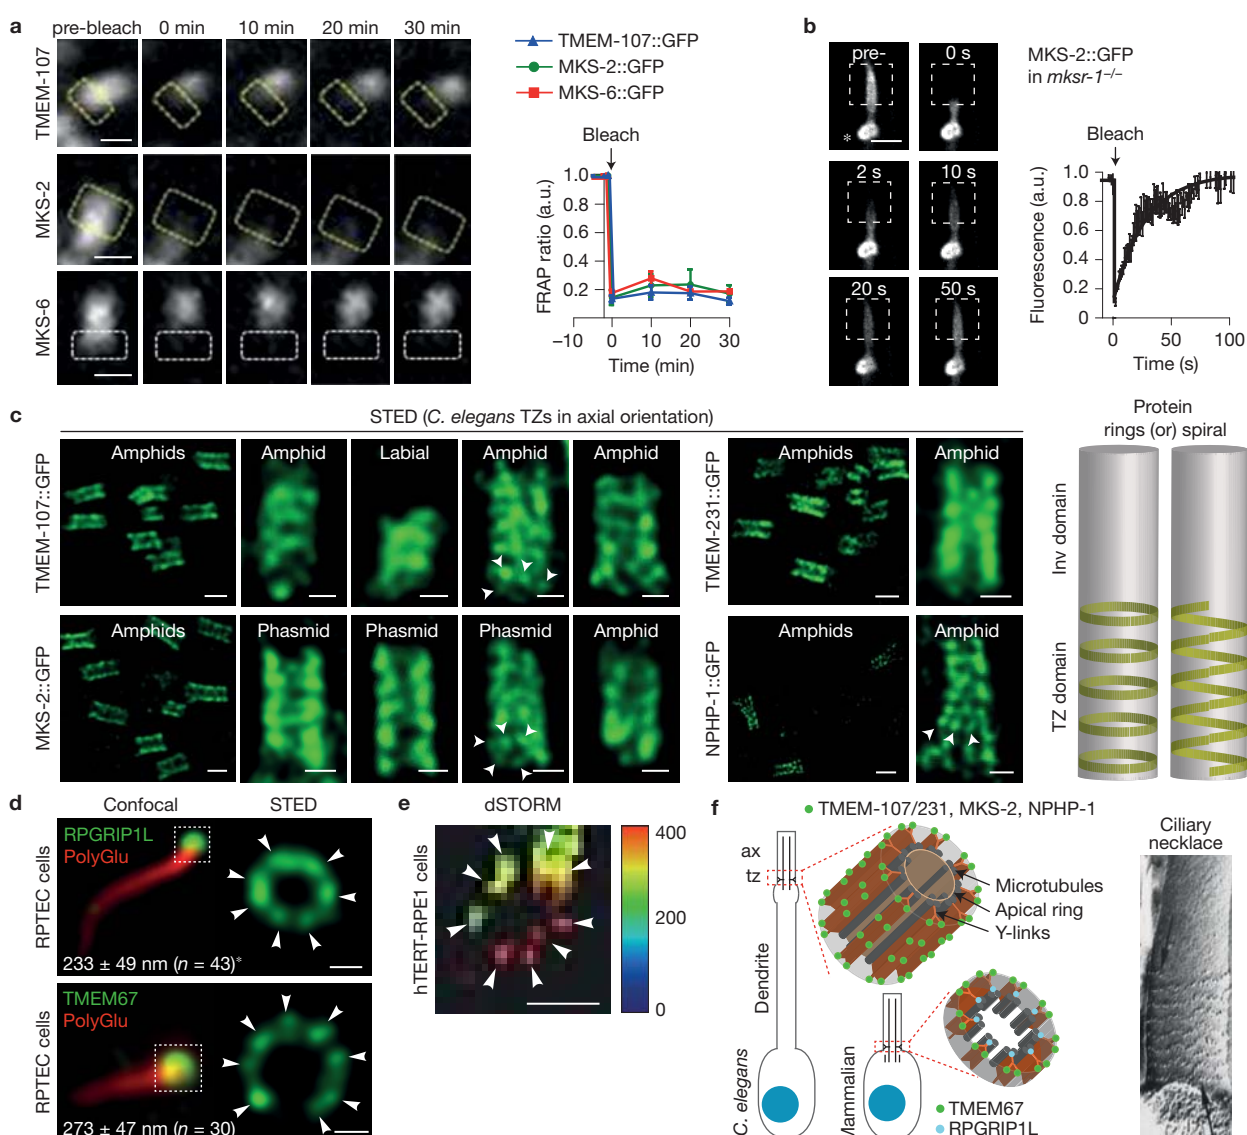 a
pre-bleach 0 min 10 min 20 min 30 min
TMEM-107
MKS-2
MKS-6
TMEM-107::GFP
MKS-2::GFP
MKS-6::GFP
Bleach
FRAP ratio (a.u.)
1.0
0.8
0.6
0.4
0.2
−10 0 10 20 30
Time (min)
b
pre- 0 s
*
2 s 10 s
20 s 50 s
MKS-2::GFP
in mksr-1−/−
Bleach
Fluorescence (a.u.)
1.0
0.8
0.6
0.4
0.2
0
0 50 100
Time (s)
c
STED (C. elegans TZs in axial orientation)
TMEM-107::GFP
Amphids Amphid Labial Amphid Amphid
TMEM-231::GFP
Amphids Amphid
MKS-2::GFP
Amphids Phasmid Phasmid Phasmid Amphid
NPHP-1::GFP
Amphids Amphid
Protein
rings (or) spiral
Inv domain
TZ domain
d
Confocal STED
RPTEC cells
RPGRIP1L
PolyGlu
233 ± 49 nm (n = 43)*
RPTEC cells
TMEM67
PolyGlu
273 ± 47 nm (n = 30)
e
dSTORM
hTERT-RPE1 cells
400
200
0
f
TMEM-107/231, MKS-2, NPHP-1
ax
tz
Microtubules
Apical ring
Y-links
Dendrite
C. elegans
Mammalian
TMEM67
RPGRIP1L
Ciliary
necklace